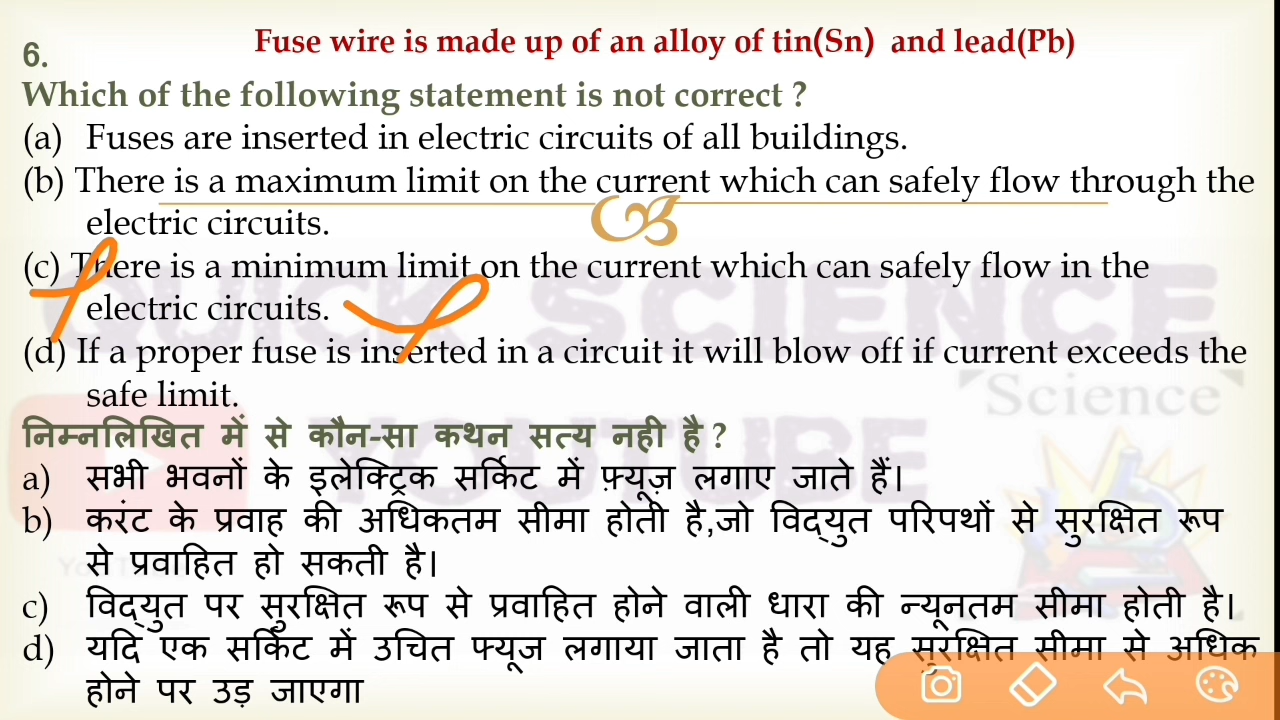 Fuse wire is made up of an alloy of tin(Sn) and lead(Pb)
6.
Which of the following statement is not correct ?
(a) Fuses are inserted in electric circuits of all buildings.
(b) There is a maximum limit on the current which can safely flow through the
electric circuits.
(c) There is a minimum limit on the current which can safely flow in the
electric circuits.
(d) If a proper fuse is inserted in a circuit it will blow off if current exceeds the
safe limit.
निम्नलिखित में से कौन-सा कथन सत्य नही है ?
a) सभी भवनों के इलेक्ट्रिक सर्किट में फ़्यूज़ लगाए जाते हैं।
b) करंट के प्रवाह की अधिकतम सीमा होती है,जो विद्युत परिपथों से सुरक्षित रूप
से प्रवाहित हो सकती है।
c) विद्युत पर सुरक्षित रूप से प्रवाहित होने वाली धारा की न्यूनतम सीमा होती है।
d) यदि एक सर्किट में उचित फ्यूज लगाया जाता है तो यह सुरक्षित सीमा से अधिक
होने पर उड़ जाएगा
QUICK SCIENCE
Science
YOUTUBE